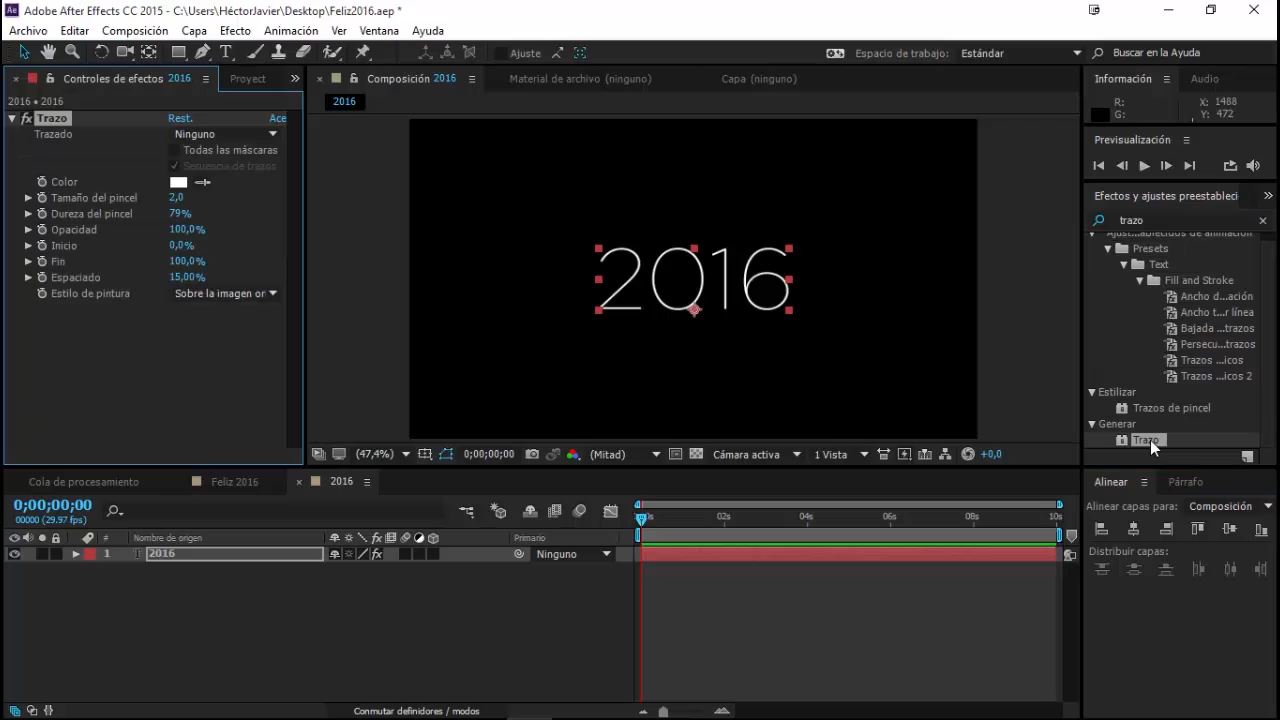 Ae Adobe After Effects CC 2015 - C:\Users\HéctorJavier\Desktop\Feliz2016.aep *
Archivo Editar Composición Capa Efecto Animación Ver Ventana Ayuda
Ajuste
Espacio de trabajo: Estándar
Buscar en la Ayuda
Controles de efectos 2016
Project
Composición 2016
Material de archivo (ninguno)
Capa (ninguno)
Información
Audio
2016 • 2016
fx Trazo Rest. Ace
Trazado Ninguno
Todas las máscaras
Secuencia de trazos
Color
Tamaño del pincel 2,0
Dureza del pincel 79%
Opacidad 100,0%
Inicio 0,0%
Fin 100,0%
Espaciado 15,00%
Estilo de pintura Sobre la imagen or
2016
2016
(47,4%) 0;00;00;00 (Mitad) Cámara activa 1 Vista +0,0
R: X: 1488
G: Y: 472
Previsualización
Efectos y ajustes preestableci
trazo
Presets
Text
Fill and Stroke
Ancho d...ación
Ancho t...r línea
Bajada ...trazos
Persecu...trazos
Trazos ...icos
Trazos ...icos 2
Estilizar
Trazos de pincel
Generar
Trazo
Cola de procesamiento
Feliz 2016
2016
0;00;00;00
00000 (29.97 fps)
02s 04s 06s 08s 10s
# Nombre de origen fx Primario
1 T 2016 fx Ninguno
Alinear
Párrafo
Alinear capas para: Composición
Distribuir capas:
Conmutar definidores / modos